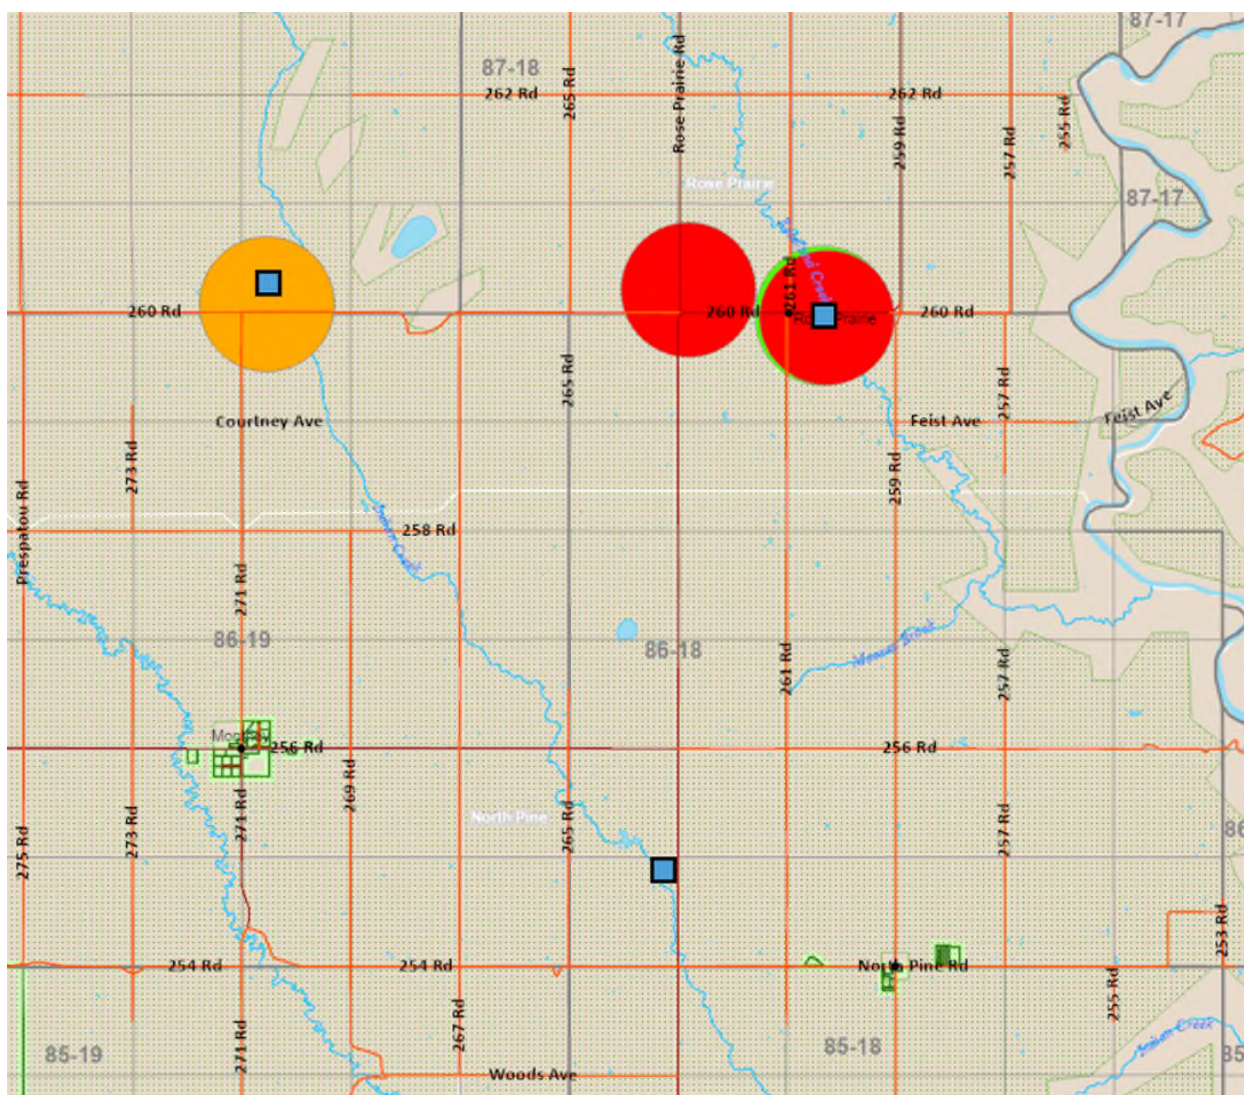 87-17
87-18
262 Rd
265 Rd
Rose Prairie Rd
262 Rd
255 Rd
259 Rd
257 Rd
Rose Prairie
87-17
261 Rd
260 Rd
260 Rd
260 Rd
Prairie
265 Rd
257 Rd
Courtney Ave
Feist Ave
Feist Ave
273 Rd
259 Rd
Prespatou Rd
258 Rd
271 Rd
86-19
86-18
261 Rd
257 Rd
256 Rd
256 Rd
269 Rd
North Pine
275 Rd
273 Rd
271 Rd
265 Rd
257 Rd
86
253 Rd
254 Rd
254 Rd
North Pine Rd
255 Rd
271 Rd
267 Rd
85-19
85-18
85
Woods Ave